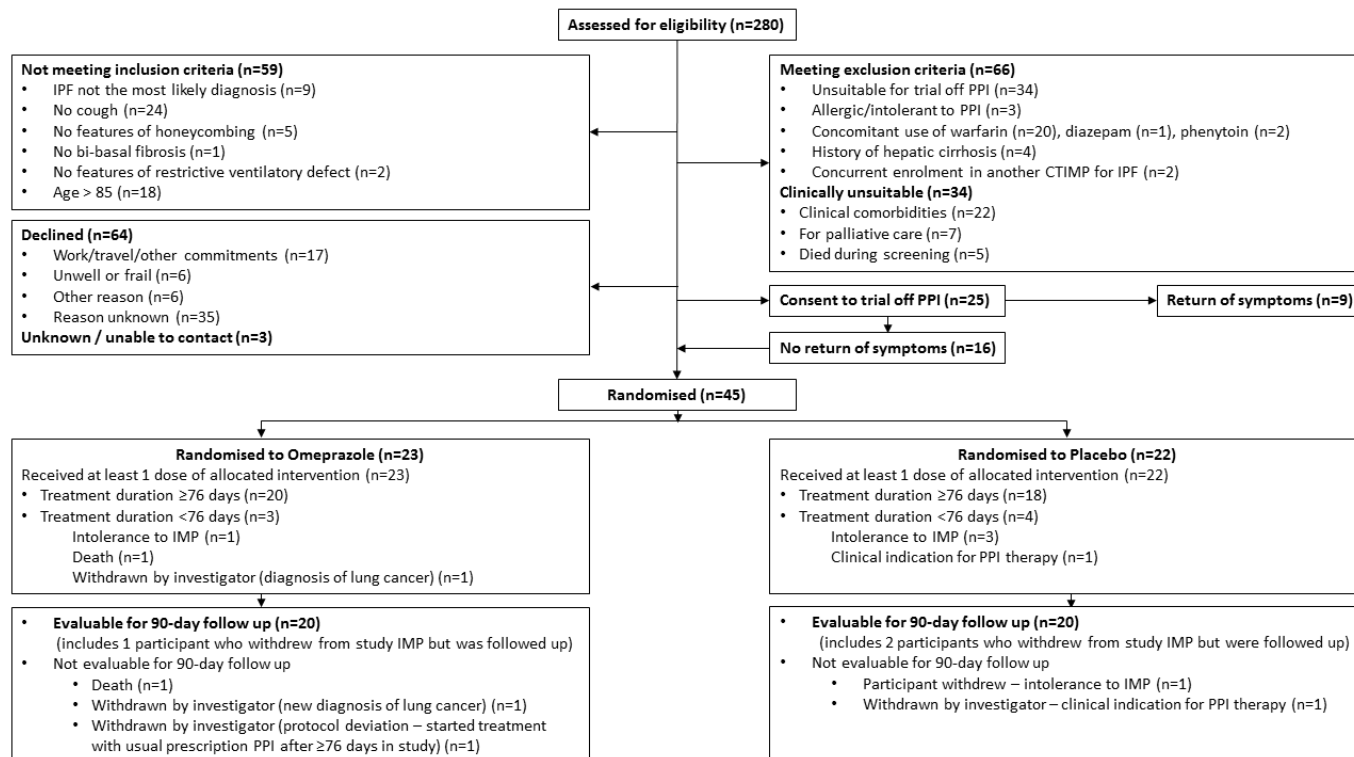 Assessed for eligibility (n=280)
Not meeting inclusion criteria (n=59)
• IPF not the most likely diagnosis (n=9)
• No cough (n=24)
• No features of honeycombing (n=5)
• No bi-basal fibrosis (n=1)
• No features of restrictive ventilatory defect (n=2)
• Age > 85 (n=18)
Meeting exclusion criteria (n=66)
• Unsuitable for trial off PPI (n=34)
• Allergic/intolerant to PPI (n=3)
• Concomitant use of warfarin (n=20), diazepam (n=1), phenytoin (n=2)
• History of hepatic cirrhosis (n=4)
• Concurrent enrolment in another CTIMP for IPF (n=2)
Clinically unsuitable (n=34)
• Clinical comorbidities (n=22)
• For palliative care (n=7)
• Died during screening (n=5)
Declined (n=64)
• Work/travel/other commitments (n=17)
• Unwell or frail (n=6)
• Other reason (n=6)
• Reason unknown (n=35)
Unknown / unable to contact (n=3)
Consent to trial off PPI (n=25)
Return of symptoms (n=9)
No return of symptoms (n=16)
Randomised (n=45)
Randomised to Omeprazole (n=23)
Received at least 1 dose of allocated intervention (n=23)
• Treatment duration ≥76 days (n=20)
• Treatment duration <76 days (n=3)
Intolerance to IMP (n=1)
Death (n=1)
Withdrawn by investigator (diagnosis of lung cancer) (n=1)
Randomised to Placebo (n=22)
Received at least 1 dose of allocated intervention (n=22)
• Treatment duration ≥76 days (n=18)
• Treatment duration <76 days (n=4)
Intolerance to IMP (n=3)
Clinical indication for PPI therapy (n=1)
• Evaluable for 90-day follow up (n=20)
(includes 1 participant who withdrew from study IMP but was followed up)
• Not evaluable for 90-day follow up
• Death (n=1)
• Withdrawn by investigator (new diagnosis of lung cancer) (n=1)
• Withdrawn by investigator (protocol deviation – started treatment
with usual prescription PPI after ≥76 days in study) (n=1)
• Evaluable for 90-day follow up (n=20)
(includes 2 participants who withdrew from study IMP but were followed up)
• Not evaluable for 90-day follow up
• Participant withdrew – intolerance to IMP (n=1)
• Withdrawn by investigator – clinical indication for PPI therapy (n=1)